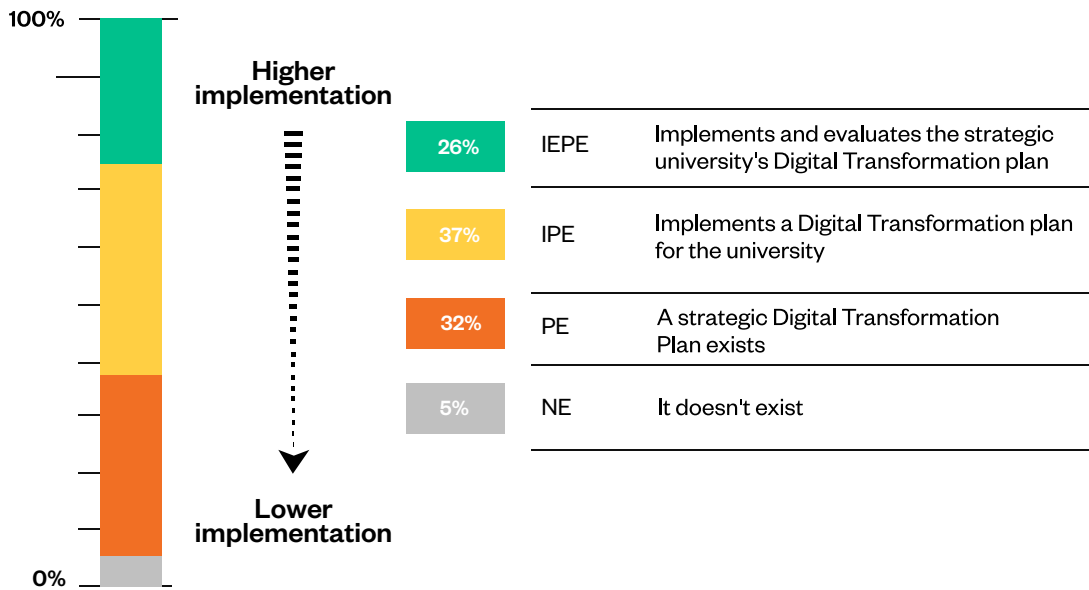 100%
Higher
implementation
26%
IEPE
Implements and evaluates the strategic
university's Digital Transformation plan
37%
IPE
Implements a Digital Transformation plan
for the university
32%
PE
A strategic Digital Transformation
Plan exists
5%
NE
It doesn't exist
Lower
implementation
0%